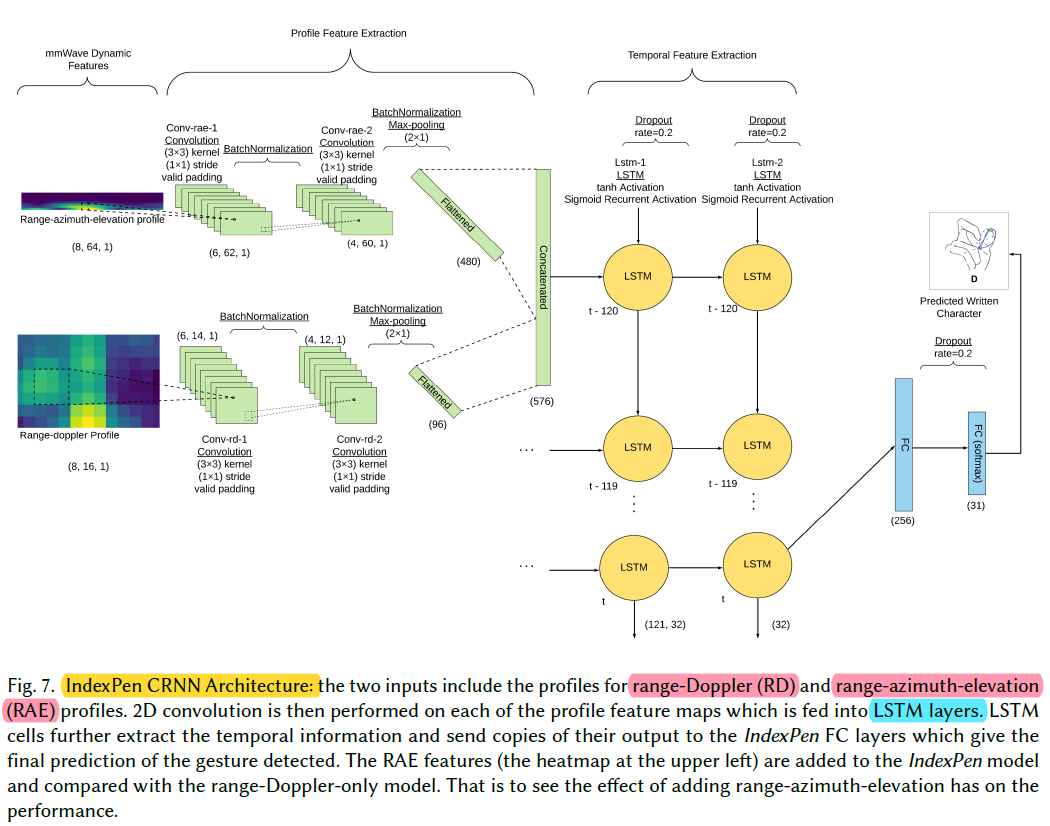 Profile Feature Extraction
mmWave Dynamic
Features
Temporal Feature Extraction
Conv-rae-1
Convolution
(3×3) kernel
(1×1) stride
valid padding
BatchNormalization
Conv-rae-2
Convolution
(3×3) kernel
(1×1) stride
valid padding
BatchNormalization
Max-pooling
(2×1)
Range-azimuth-elevation profile
(8, 64, 1)
(6, 62, 1)
(4, 60, 1)
Flattened
(480)
Concatenated
(576)
Dropout
rate=0.2
Dropout
rate=0.2
Lstm-1
LSTM
tanh Activation
Sigmoid Recurrent Activation
Lstm-2
LSTM
tanh Activation
Sigmoid Recurrent Activation
LSTM
LSTM
t - 120
t - 120
D
Predicted Written
Character
(6, 14, 1)
BatchNormalization
(4, 12, 1)
BatchNormalization
Max-pooling
(2×1)
Flattened
(96)
Range-doppler Profile
(8, 16, 1)
Conv-rd-1
Convolution
(3×3) kernel
(1×1) stride
valid padding
Conv-rd-2
Convolution
(3×3) kernel
(1×1) stride
valid padding
...
LSTM
LSTM
t - 119
t - 119
Dropout
rate=0.2
FC
(256)
FC (softmax)
(31)
...
LSTM
LSTM
t
t
(121, 32)
(32)
Fig. 7. IndexPen CRNN Architecture: the two inputs include the profiles for range-Doppler (RD) and range-azimuth-elevation
(RAE) profiles. 2D convolution is then performed on each of the profile feature maps which is fed into LSTM layers. LSTM
cells further extract the temporal information and send copies of their output to the IndexPen FC layers which give the
final prediction of the gesture detected. The RAE features (the heatmap at the upper left) are added to the IndexPen model
and compared with the range-Doppler-only model. That is to see the effect of adding range-azimuth-elevation has on the
performance.